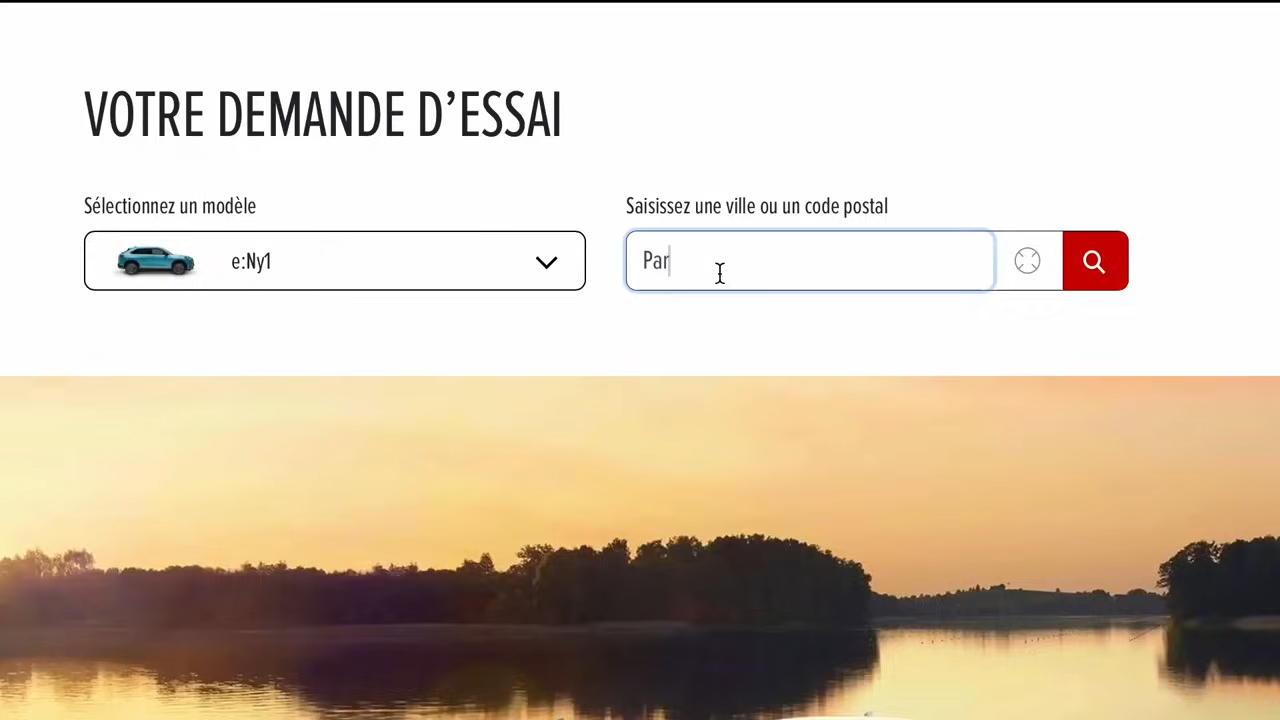 VOTRE DEMANDE D’ESSAI
Sélectionnez un modèle
Saisissez une ville ou un code postal
e:Ny1
Par